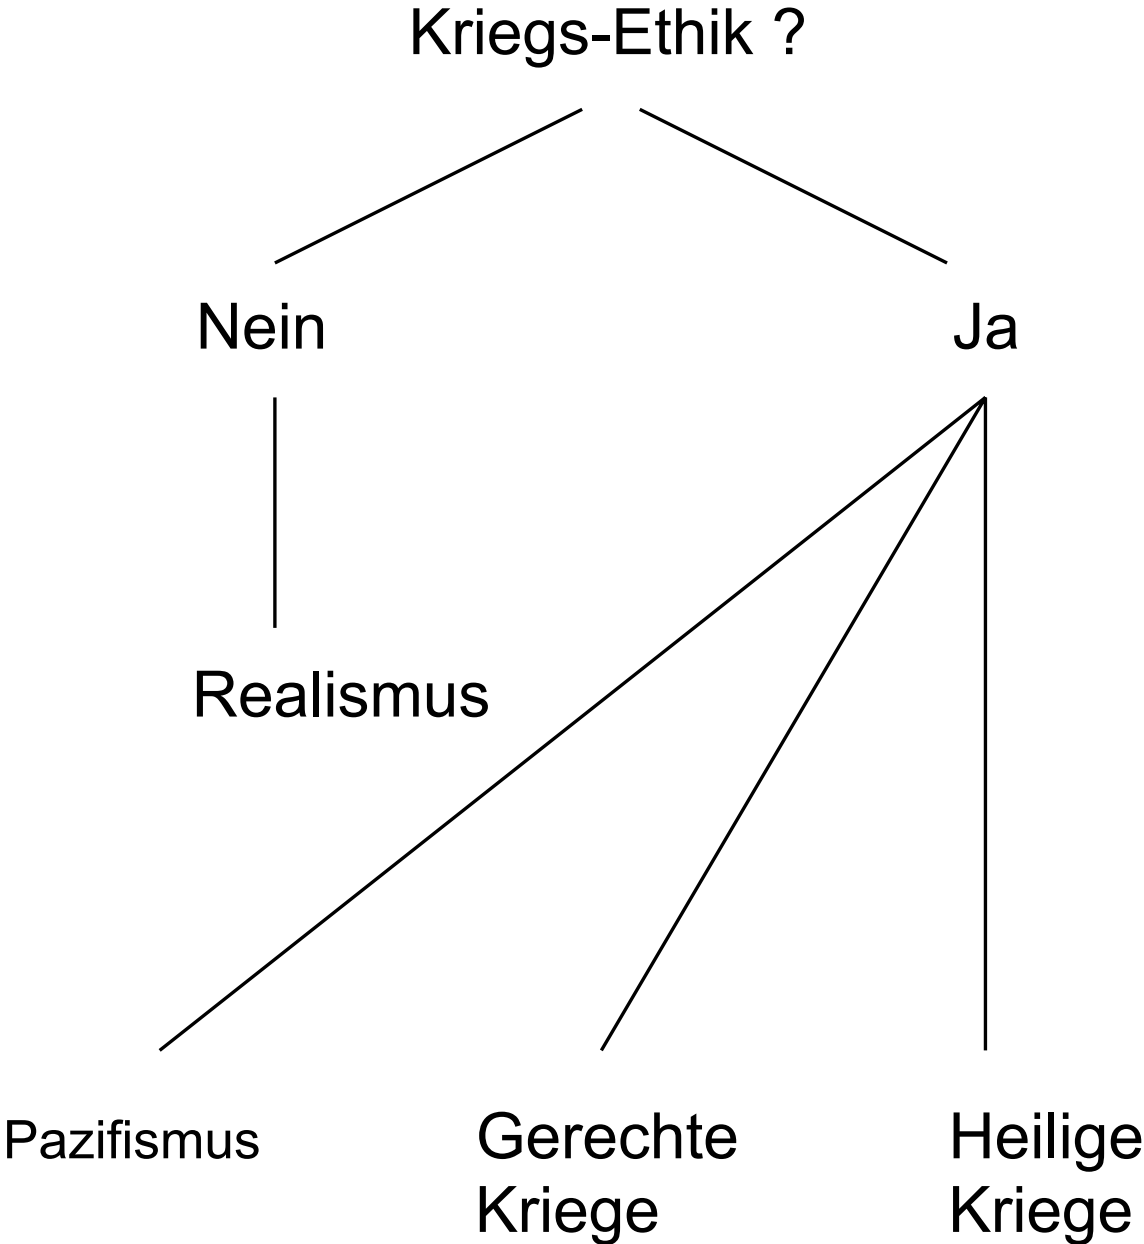 Kriegs-Ethik ?
Nein
Ja
Realismus
Pazifismus
Gerechte
Kriege
Heilige
Kriege